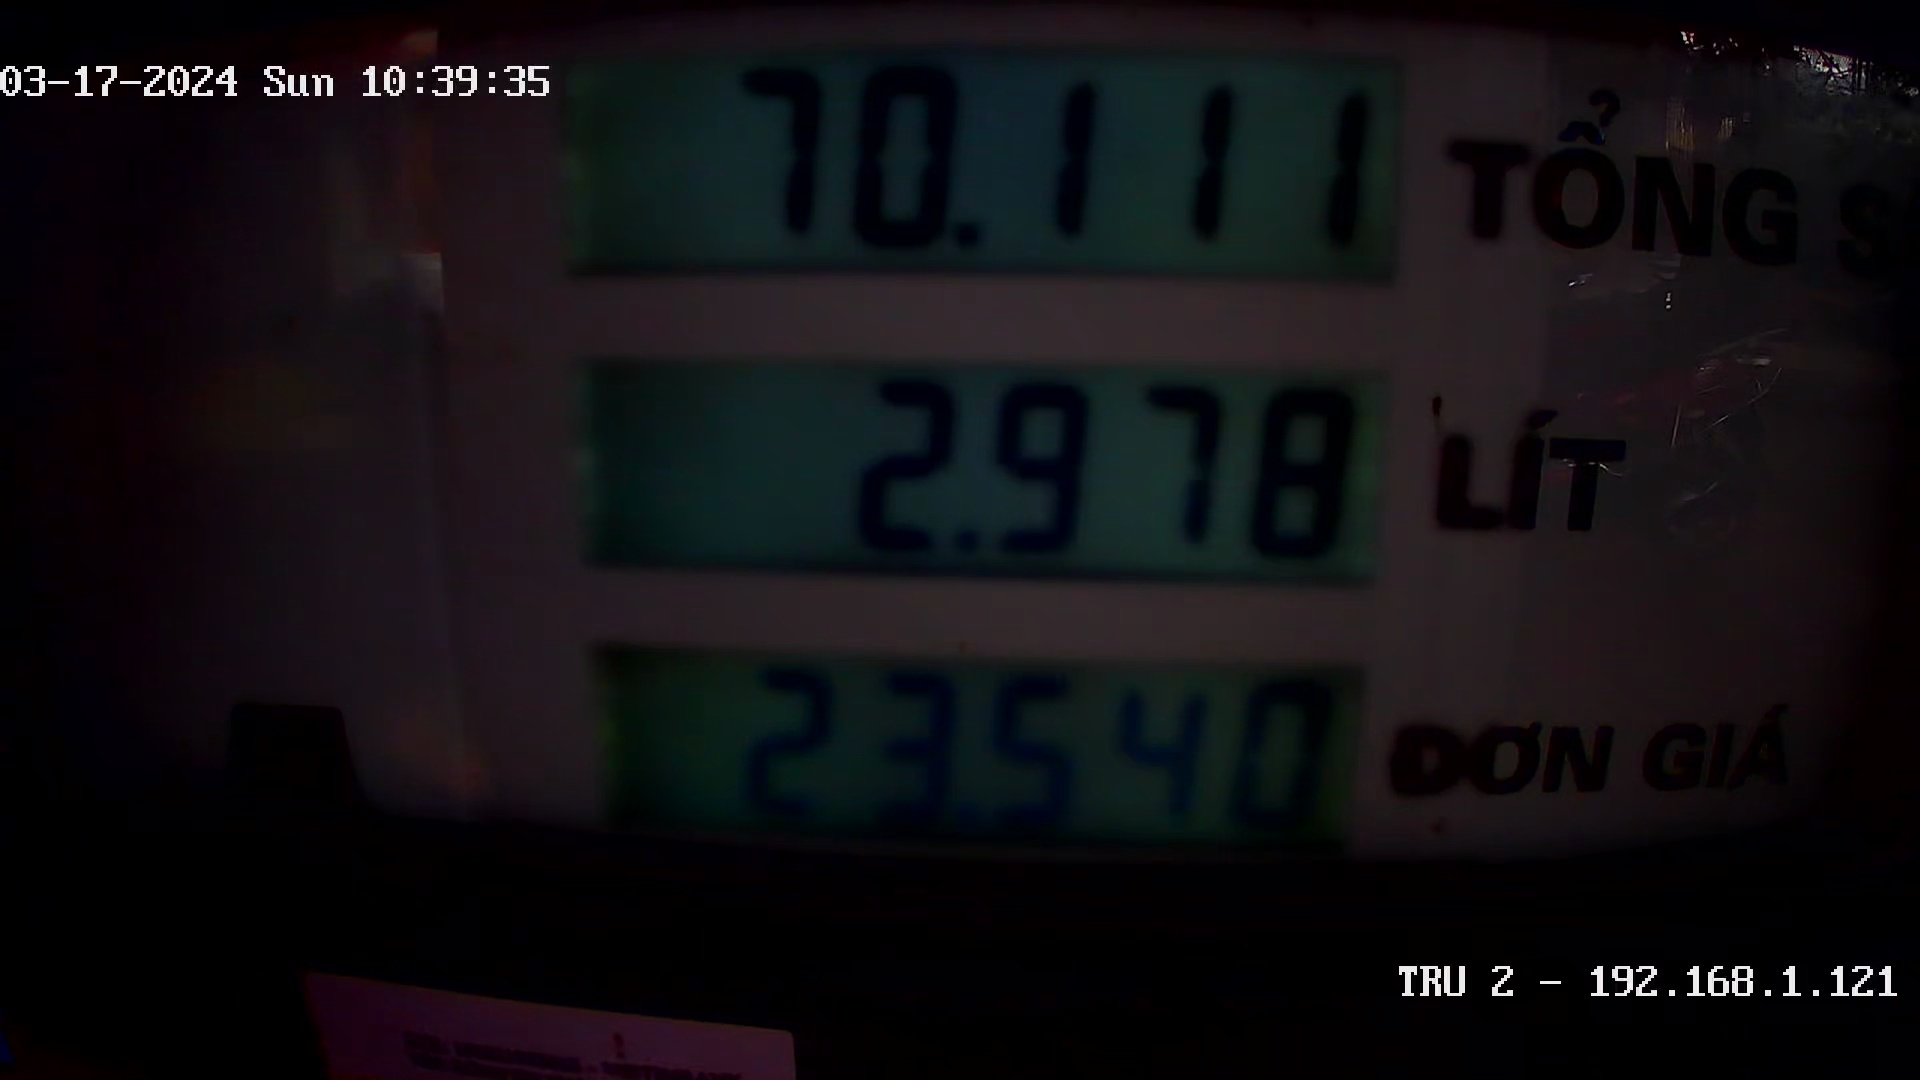 03-17-2024 Sun 10:39:35
70.111 TỔNG S
2.978 LÍT
23.540 ĐƠN GIÁ
TRU 2 - 192.168.1.121